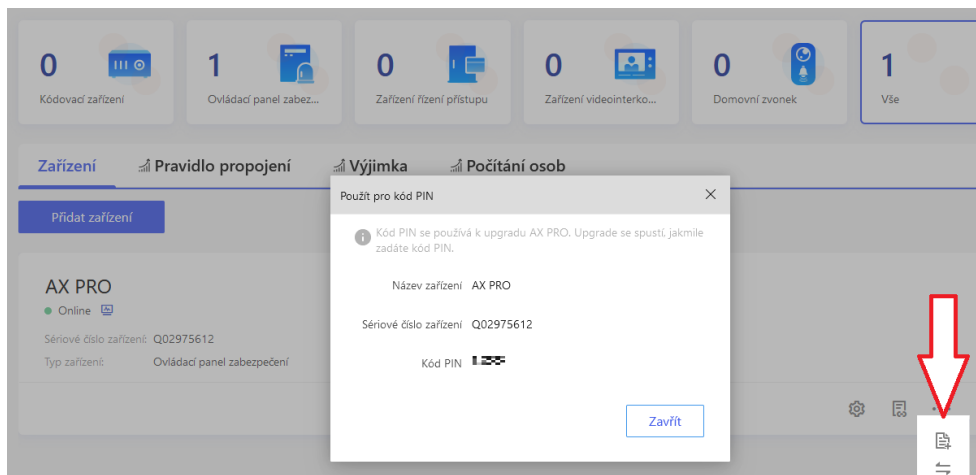 0
Kódovací zařízení
1
Ovládací panel zabez...
0
Zařízení řízení přístupu
0
Zařízení videointerko...
0
Domovní zvonek
1
Vše
Zařízení
Pravidlo propojení
Výjimka
Počítání osob
Přidat zařízení
Použít pro kód PIN
Kód PIN se používá k upgradu AX PRO. Upgrade se spustí, jakmile
zadáte kód PIN.
Název zařízení AX PRO
Sériové číslo zařízení Q02975612
Kód PIN
Zavřít
AX PRO
Online
Sériové číslo zařízení: Q02975612
Typ zařízení: Ovládací panel zabezpečení